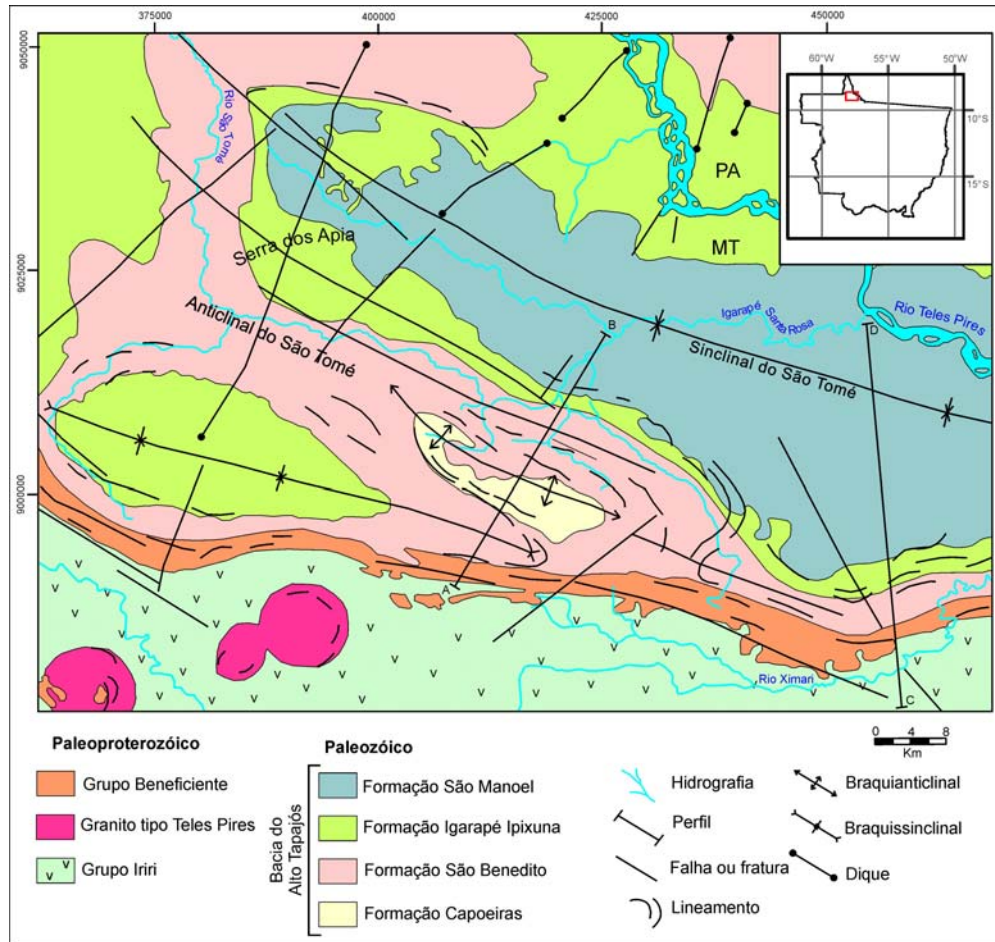 375000
400000
425000
450000
9050000
9025000
9000000
60°W
55°W
50°W
10°S
15°S
Rio São Tomé
PA
MT
Serra dos Apia
Anticlinal do São Tomé
B
Igarapé
Santa Rosa
Rio Teles Pires
D
Sinclinal do São Tomé
A
Rio Ximari
C
0 4 8
Km
Paleoproterozóico
Grupo Beneficiente
Granito tipo Teles Pires
Grupo Iriri
Paleozóico
Bacia do
Alto Tapajós
Formação São Manoel
Formação Igarapé Ipixuna
Formação São Benedito
Formação Capoeiras
Hidrografia
Perfil
Falha ou fratura
Lineamento
Braquianticlinal
Braquissinclinal
Dique